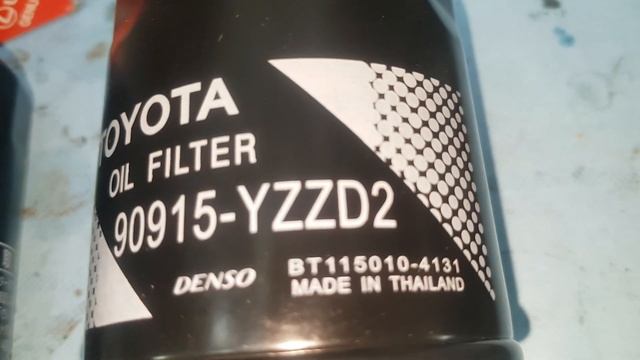 TOYOTA
OIL FILTER
90915-YZZD2
DENSO
BT115010-4131
MADE IN THAILAND